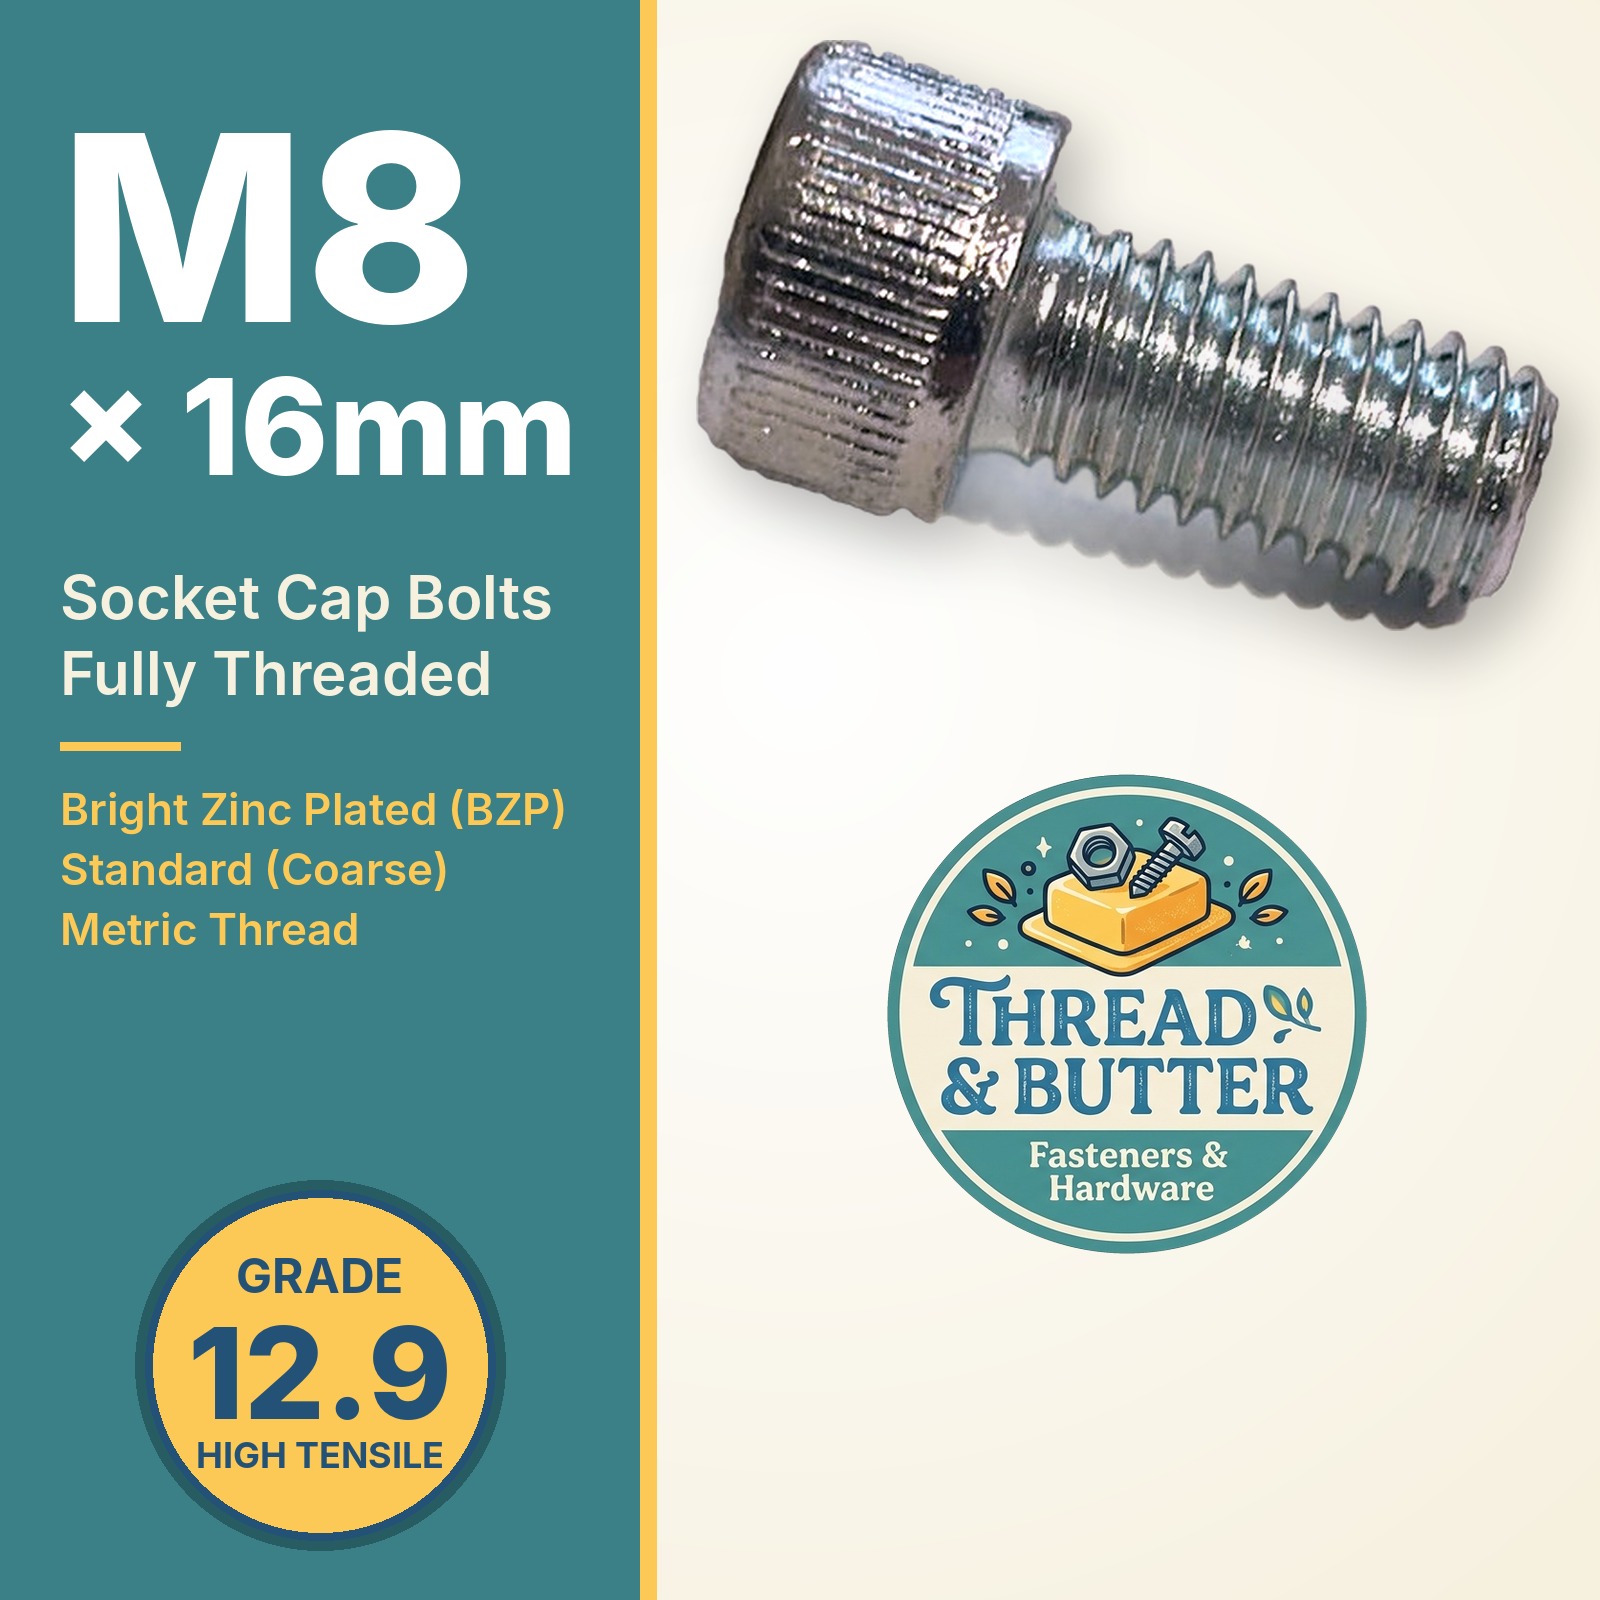 M8
× 16mm
Socket Cap Bolts
Fully Threaded
Bright Zinc Plated (BZP)
Standard (Coarse)
Metric Thread
GRADE
12.9
HIGH TENSILE
THREAD
& BUTTER
Fasteners &
Hardware